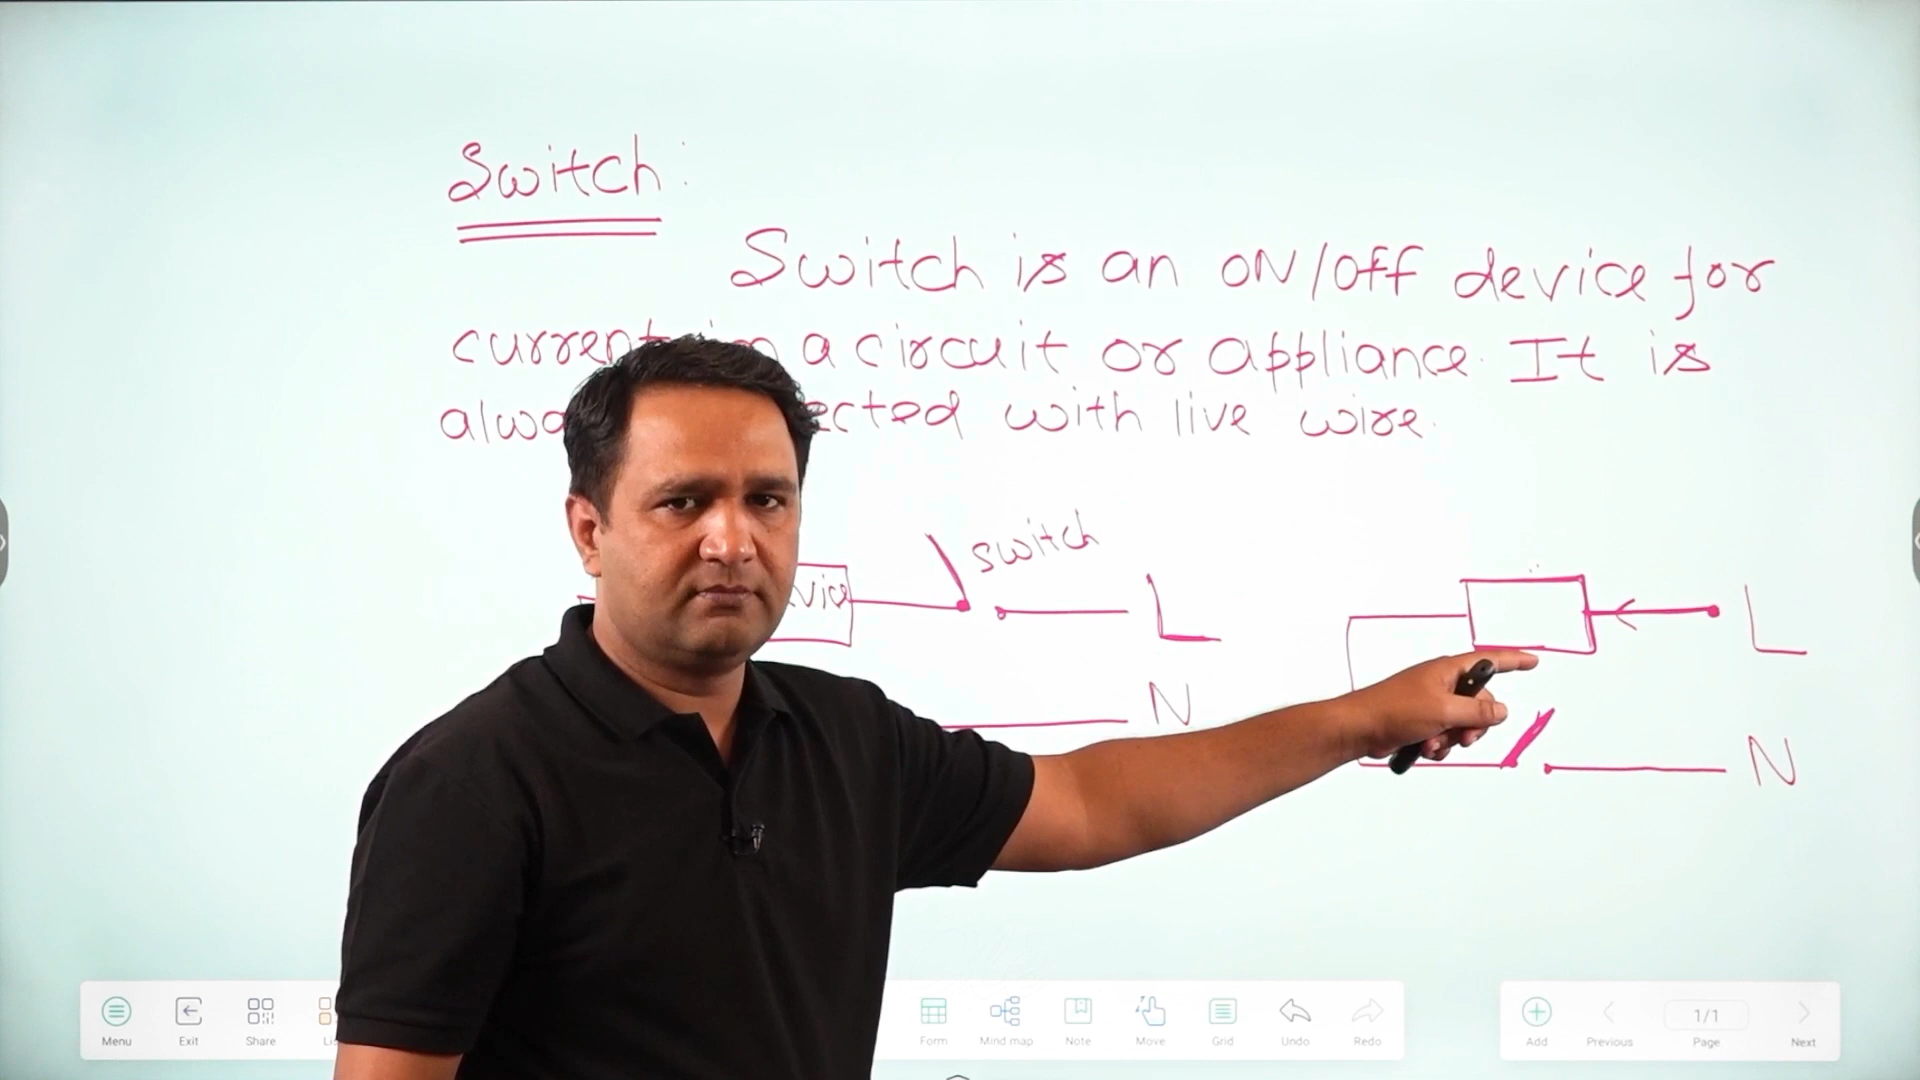 Switch:
Switch is an ON/OFF device for
current in a circuit or appliance. It is
with live wire.
switch
L
L
N
N
Menu
Exit
Share
Form
Mind map
Note
Move
Grid
Undo
Redo
Add
Previous
1/1
Page
Next